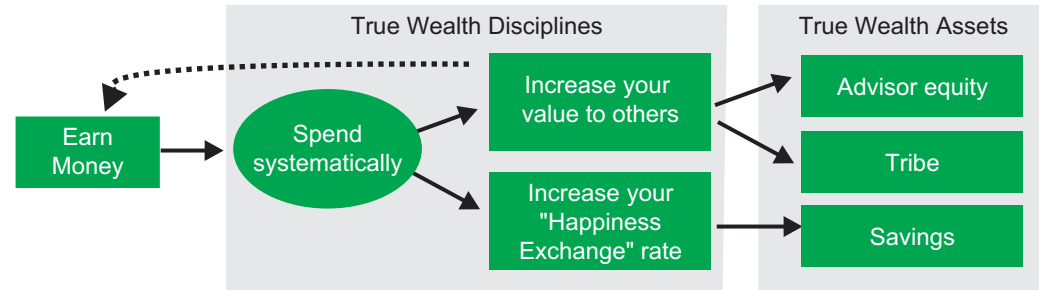 True Wealth Disciplines
True Wealth Assets
Earn
Money
Spend
systematically
Increase your
value to others
Increase your
"Happiness
Exchange" rate
Advisor equity
Tribe
Savings